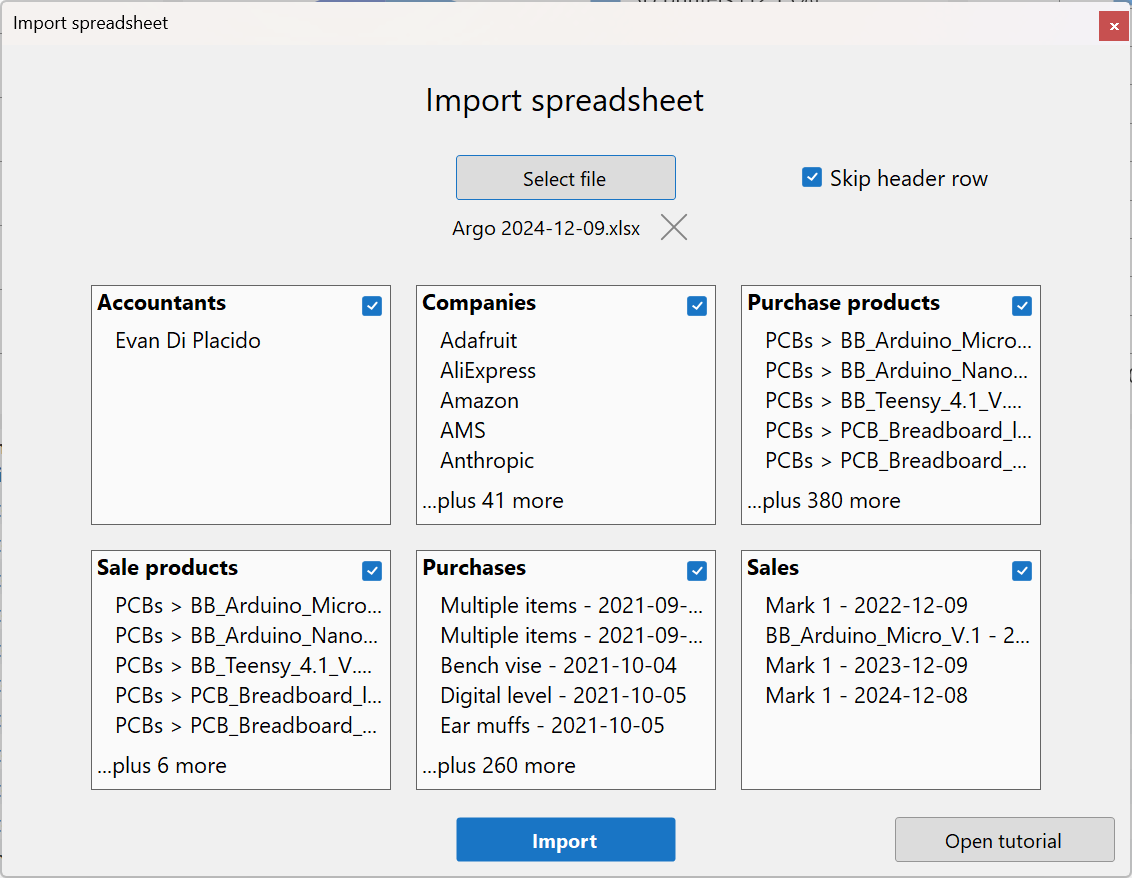 Import spreadsheet
Import spreadsheet
Select file
Skip header row
Argo 2024-12-09.xlsx
Accountants
Evan Di Placido
Companies
Adafruit
AliExpress
Amazon
AMS
Anthropic
...plus 41 more
Purchase products
PCBs > BB_Arduino_Micro...
PCBs > BB_Arduino_Nano...
PCBs > BB_Teensy_4.1_V....
PCBs > PCB_Breadboard_l...
PCBs > PCB_Breadboard_...
...plus 380 more
Sale products
PCBs > BB_Arduino_Micro...
PCBs > BB_Arduino_Nano...
PCBs > BB_Teensy_4.1_V....
PCBs > PCB_Breadboard_l...
PCBs > PCB_Breadboard_...
...plus 6 more
Purchases
Multiple items - 2021-09-...
Multiple items - 2021-09-...
Bench vise - 2021-10-04
Digital level - 2021-10-05
Ear muffs - 2021-10-05
...plus 260 more
Sales
Mark 1 - 2022-12-09
BB_Arduino_Micro_V.1 - 2...
Mark 1 - 2023-12-09
Mark 1 - 2024-12-08
Import
Open tutorial